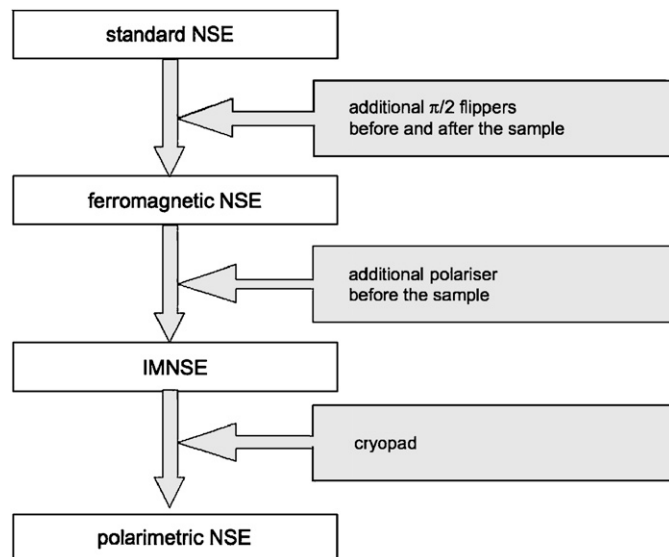 standard NSE
additional π/2 flippers
before and after the sample
ferromagnetic NSE
additional polariser
before the sample
IMNSE
cryopad
polarimetric NSE